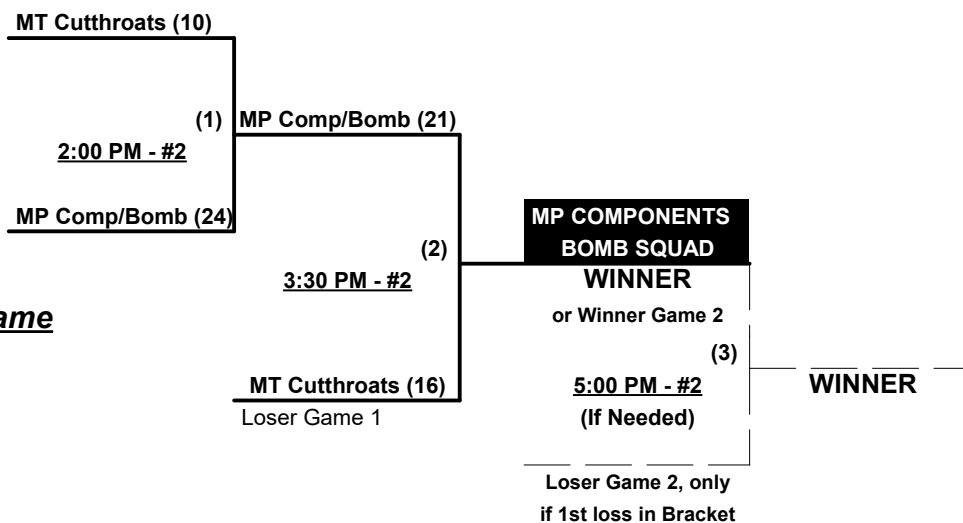 MT Cutthroats (10)
(1)
MP Comp/Bomb (21)
2:00 PM - #2
MP Comp/Bomb (24)
MP COMPONENTS
BOMB SQUAD
(2)
3:30 PM - #2
WINNER
or Winner Game 2
ame
(3)
MT Cutthroats (16)
5:00 PM - #2
WINNER
Loser Game 1
(If Needed)
Loser Game 2, only
if 1st loss in Bracket